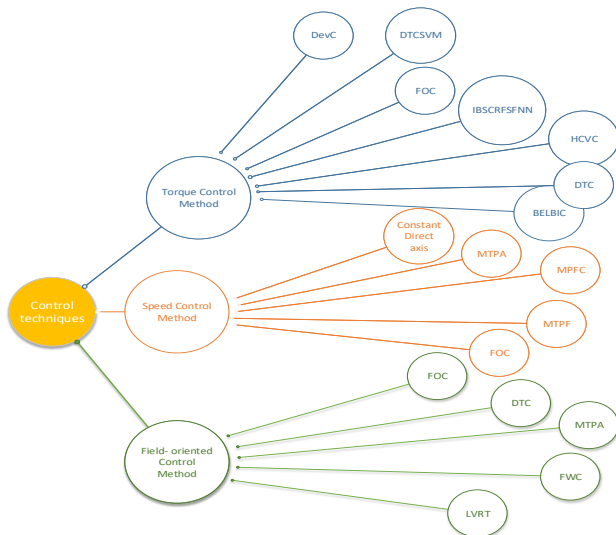 DevC
DTCSVM
FOC
IBSCRFSFNN
HCVC
DTC
BELBIC
Torque Control
Method
Constant
Direct
axis
MTPA
MPFC
MTPF
FOC
Speed Control
Method
Control
techniques
FOC
DTC
MTPA
FWC
LVRT
Field- oriented
Control
Method